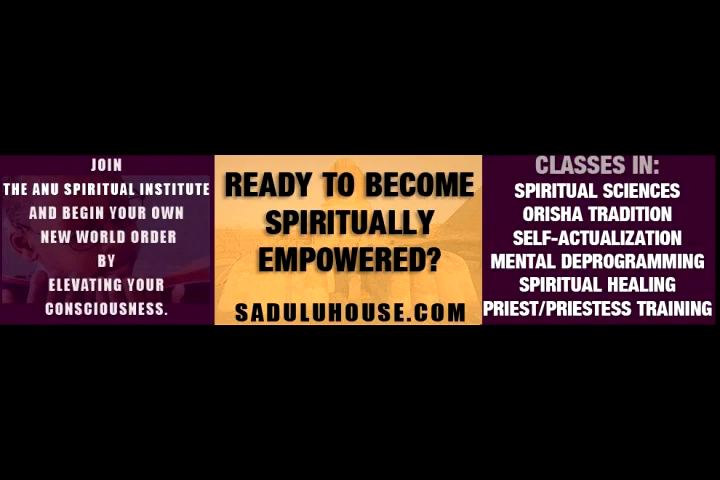 JOIN
THE ANU SPIRITUAL INSTITUTE
AND BEGIN YOUR OWN
NEW WORLD ORDER
BY
ELEVATING YOUR
CONSCIOUSNESS.
READY TO BECOME
SPIRITUALLY
EMPOWERED?
SADULUHOUSE.COM
CLASSES IN:
SPIRITUAL SCIENCES
ORISHA TRADITION
SELF-ACTUALIZATION
MENTAL DEPROGRAMMING
SPIRITUAL HEALING
PRIEST/PRIESTESS TRAINING